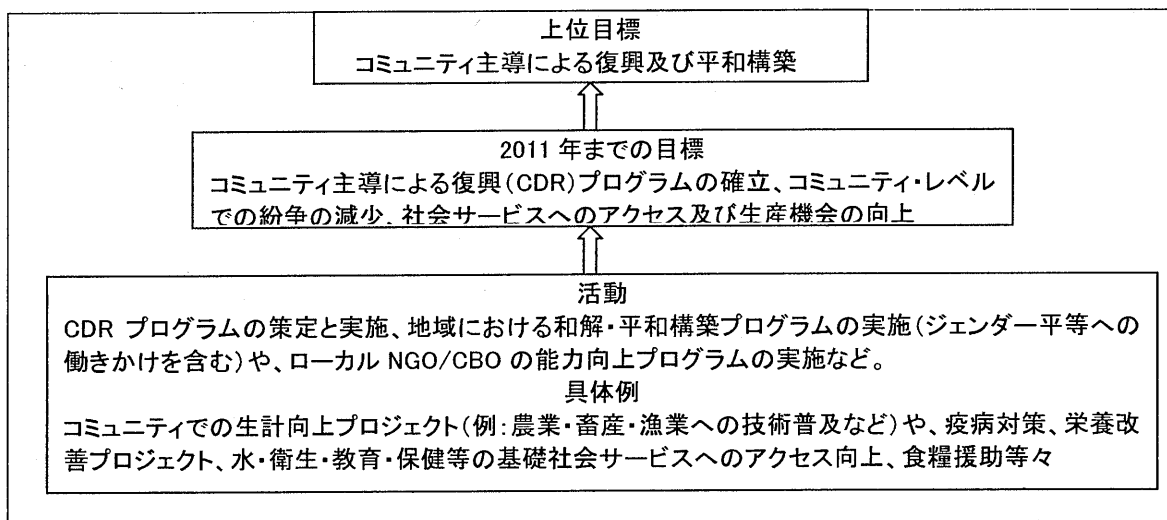 上位目標
コミュニティ主導による復興及び平和構築
2011 年までの目標
コミュニティ主導による復興(CDR)プログラムの確立、コミュニティ・レベル
での紛争の減少、社会サービスへのアクセス及び生産機会の向上
活動
CDR プログラムの策定と実施、地域における和解・平和構築プログラムの実施(ジェンダー平等への
働きかけを含む)や、ローカル NGO/CBO の能力向上プログラムの実施など。
具体例
コミュニティでの生計向上プロジェクト(例:農業・畜産・漁業への技術普及など)や、疫病対策、栄養改
善プロジェクト、水・衛生・教育・保健等の基礎社会サービスへのアクセス向上、食糧援助等々